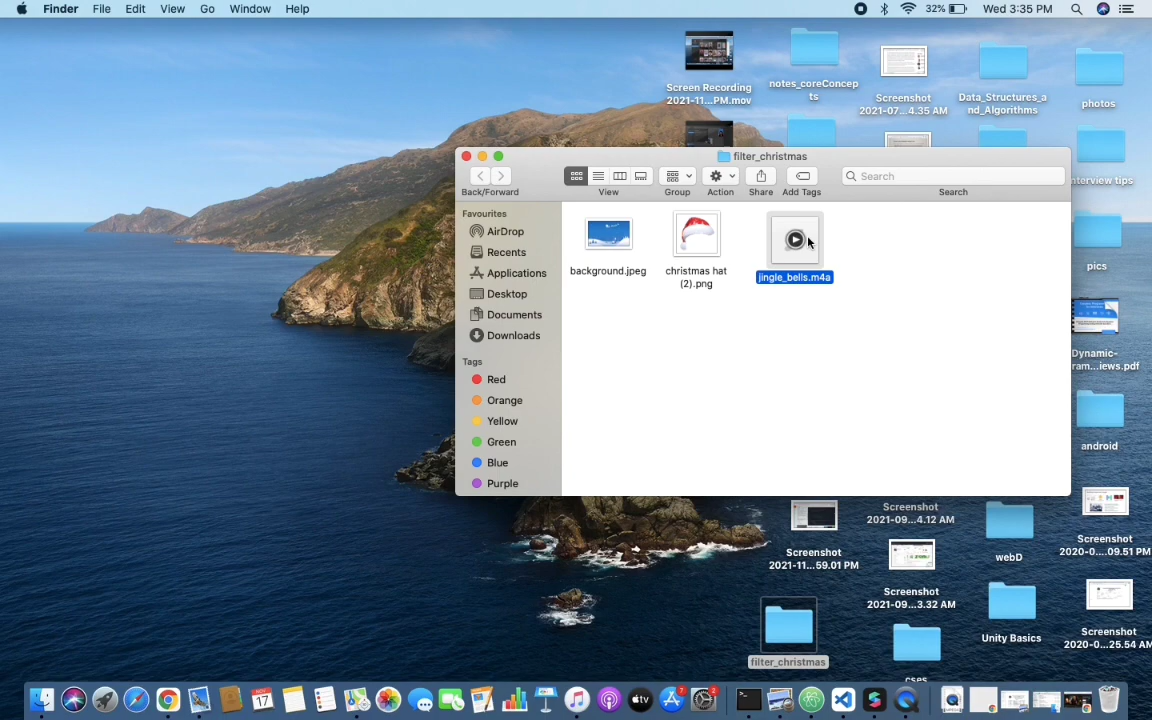 Finder File Edit View Go Window Help
32% Wed 3:35 PM
Screen Recording
2021-11...PM.mov
notes_coreConcep
ts
Screenshot
2021-07...4.35 AM
Data_Structures_a
nd_Algorithms
photos
nterview tips
pics
Dynamic-
ram...iews.pdf
android
filter_christmas
Back/Forward
View
Group
Action
Share
Add Tags
Search
Search
Favourites
AirDrop
Recents
Applications
Desktop
Documents
Downloads
Tags
Red
Orange
Yellow
Green
Blue
Purple
background.jpeg
christmas hat
(2).png
jingle_bells.m4a
Screenshot
2021-11...59.01 PM
Screenshot
2021-09...4.12 AM
webD
Screenshot
2020-0....09.51 PM
Screenshot
2021-09...3.32 AM
Unity Basics
Screenshot
2020-0...25.54 AM
filter_christmas
NOV
17
7
2
tv